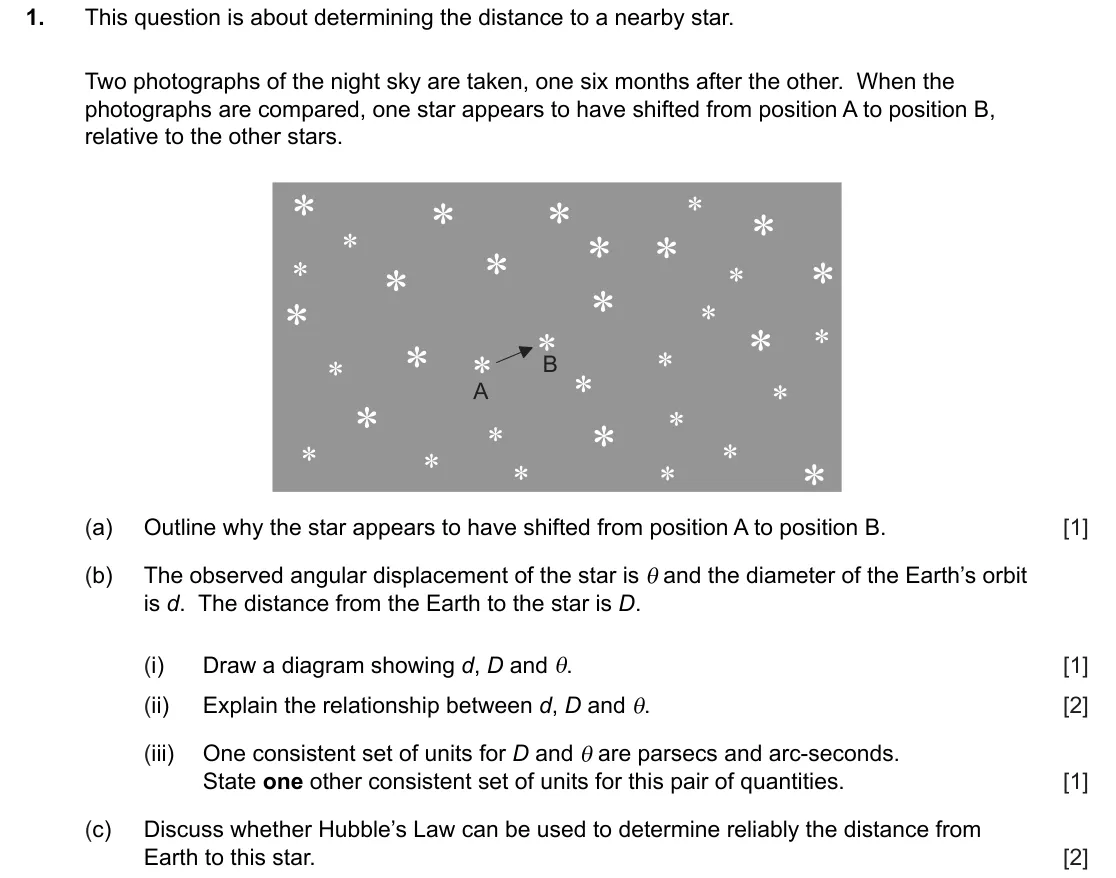 1. This question is about determining the distance to a nearby star.
Two photographs of the night sky are taken, one six months after the other. When the
photographs are compared, one star appears to have shifted from position A to position B,
relative to the other stars.
B
A
(a) Outline why the star appears to have shifted from position A to position B. [1]
(b) The observed angular displacement of the star is θ and the diameter of the Earth’s orbit
is d. The distance from the Earth to the star is D.
(i) Draw a diagram showing d, D and θ. [1]
(ii) Explain the relationship between d, D and θ. [2]
(iii) One consistent set of units for D and θ are parsecs and arc-seconds.
State one other consistent set of units for this pair of quantities. [1]
(c) Discuss whether Hubble’s Law can be used to determine reliably the distance from
Earth to this star. [2]